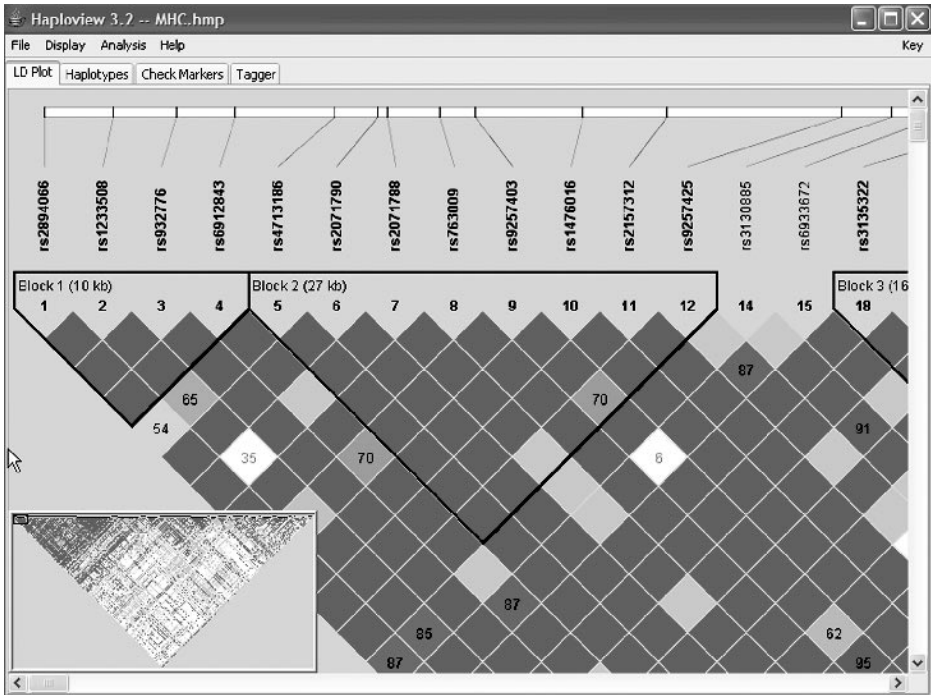 Haploview 3.2 -- MHC.hmp
File Display Analysis Help Key
LD Plot Haplotypes Check Markers Tagger
rs2894066 rs1233508 rs932776 rs6912843 rs4713186 rs2071790 rs2071788 rs763009 rs9257403 rs1476016 rs2157312 rs9257425 rs3130885 rs6933672 rs3135322
Block 1 (10 kb) Block 2 (27 kb) Block 3 (16
1 2 3 4 5 6 7 8 9 10 11 12 14 15 18
87
65 70
54 91
35 70 6
87
85 62
87 95